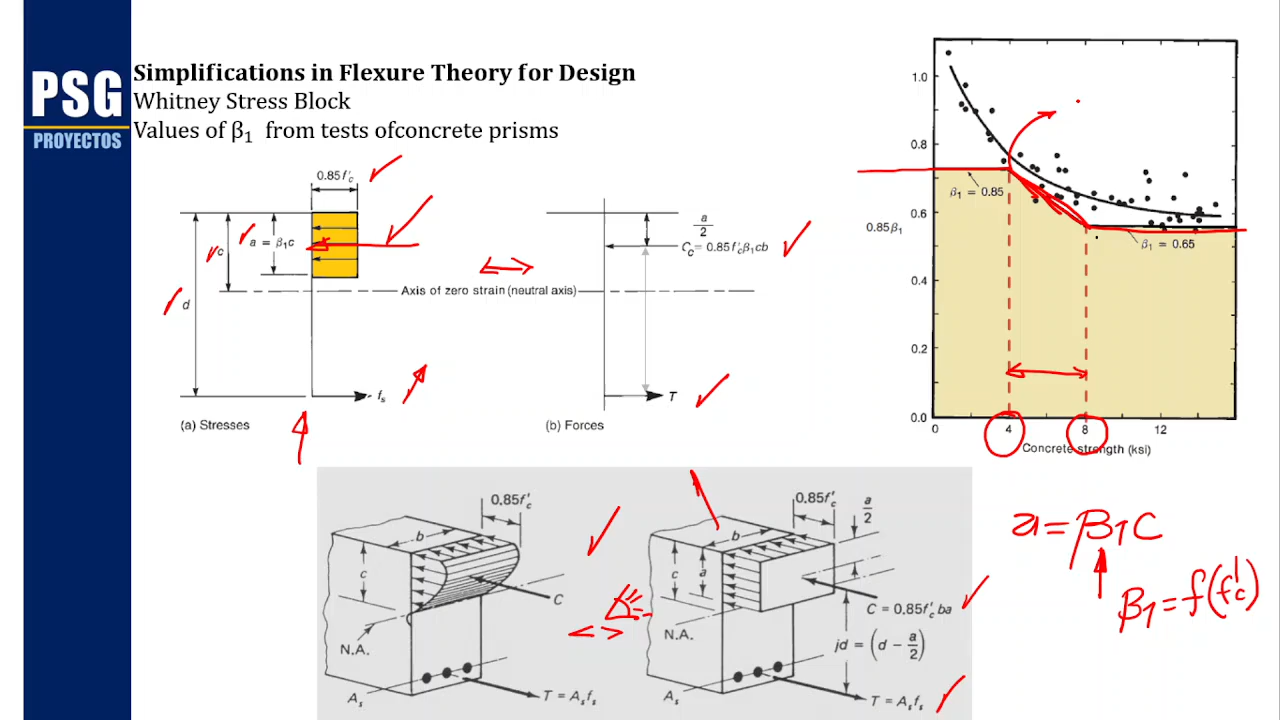 PSG
PROYECTOS
Simplifications in Flexure Theory for Design
Whitney Stress Block
Values of β₁ from tests ofconcrete prisms
0.85f'c
a = β₁c
c
d
fs
(a) Stresses
Axis of zero strain (neutral axis)
a/2
Cc = 0.85f'cβ₁cb
T
(b) Forces
1.0
0.8
0.85β₁
0.6
0.4
0.2
0.0
β₁ = 0.85
β₁ = 0.65
0 4 8 12
Concrete strength (ksi)
0.85f'c
b
c
C
N.A.
As
T = Asfs
0.85f'c
a/2
b
c
a
C = 0.85f'c ba
N.A.
jd = (d − a/2)
As
T = Asfs
a = β1 c
β1 = f(f'c)